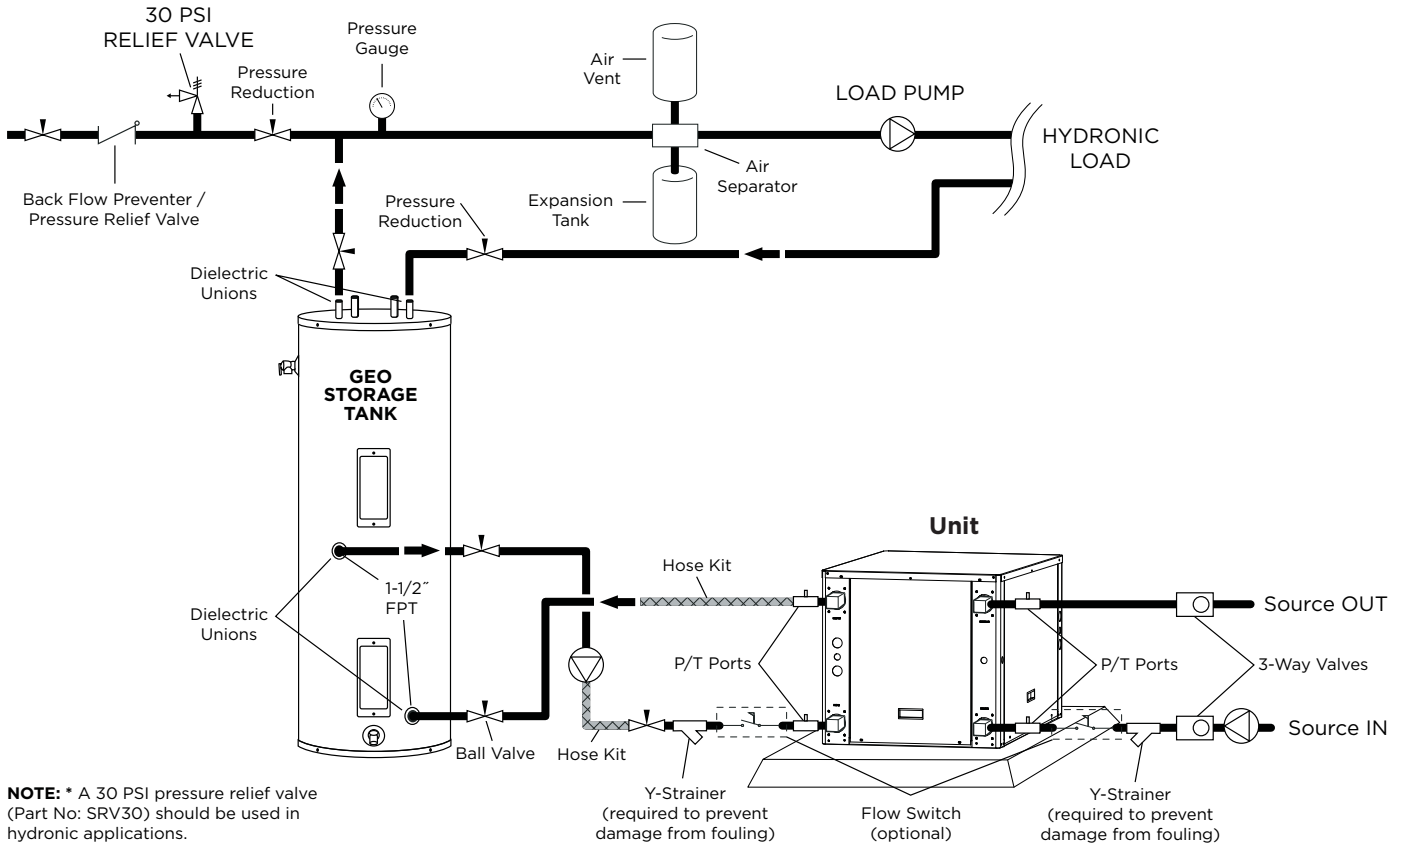 30 PSI
RELIEF VALVE
Pressure
Gauge
Pressure
Reduction
Air
Vent
LOAD PUMP
HYDRONIC
LOAD
Air
Separator
Back Flow Preventer /
Pressure Relief Valve
Pressure
Reduction
Expansion
Tank
Dielectric
Unions
GEO
STORAGE
TANK
Unit
Hose Kit
1-1/2˝
FPT
Dielectric
Unions
Source OUT
P/T Ports
P/T Ports
3-Way Valves
Source IN
Ball Valve
Hose Kit
Y-Strainer
(required to prevent
damage from fouling)
Flow Switch
(optional)
Y-Strainer
(required to prevent
damage from fouling)
NOTE: * A 30 PSI pressure relief valve
(Part No: SRV30) should be used in
hydronic applications.